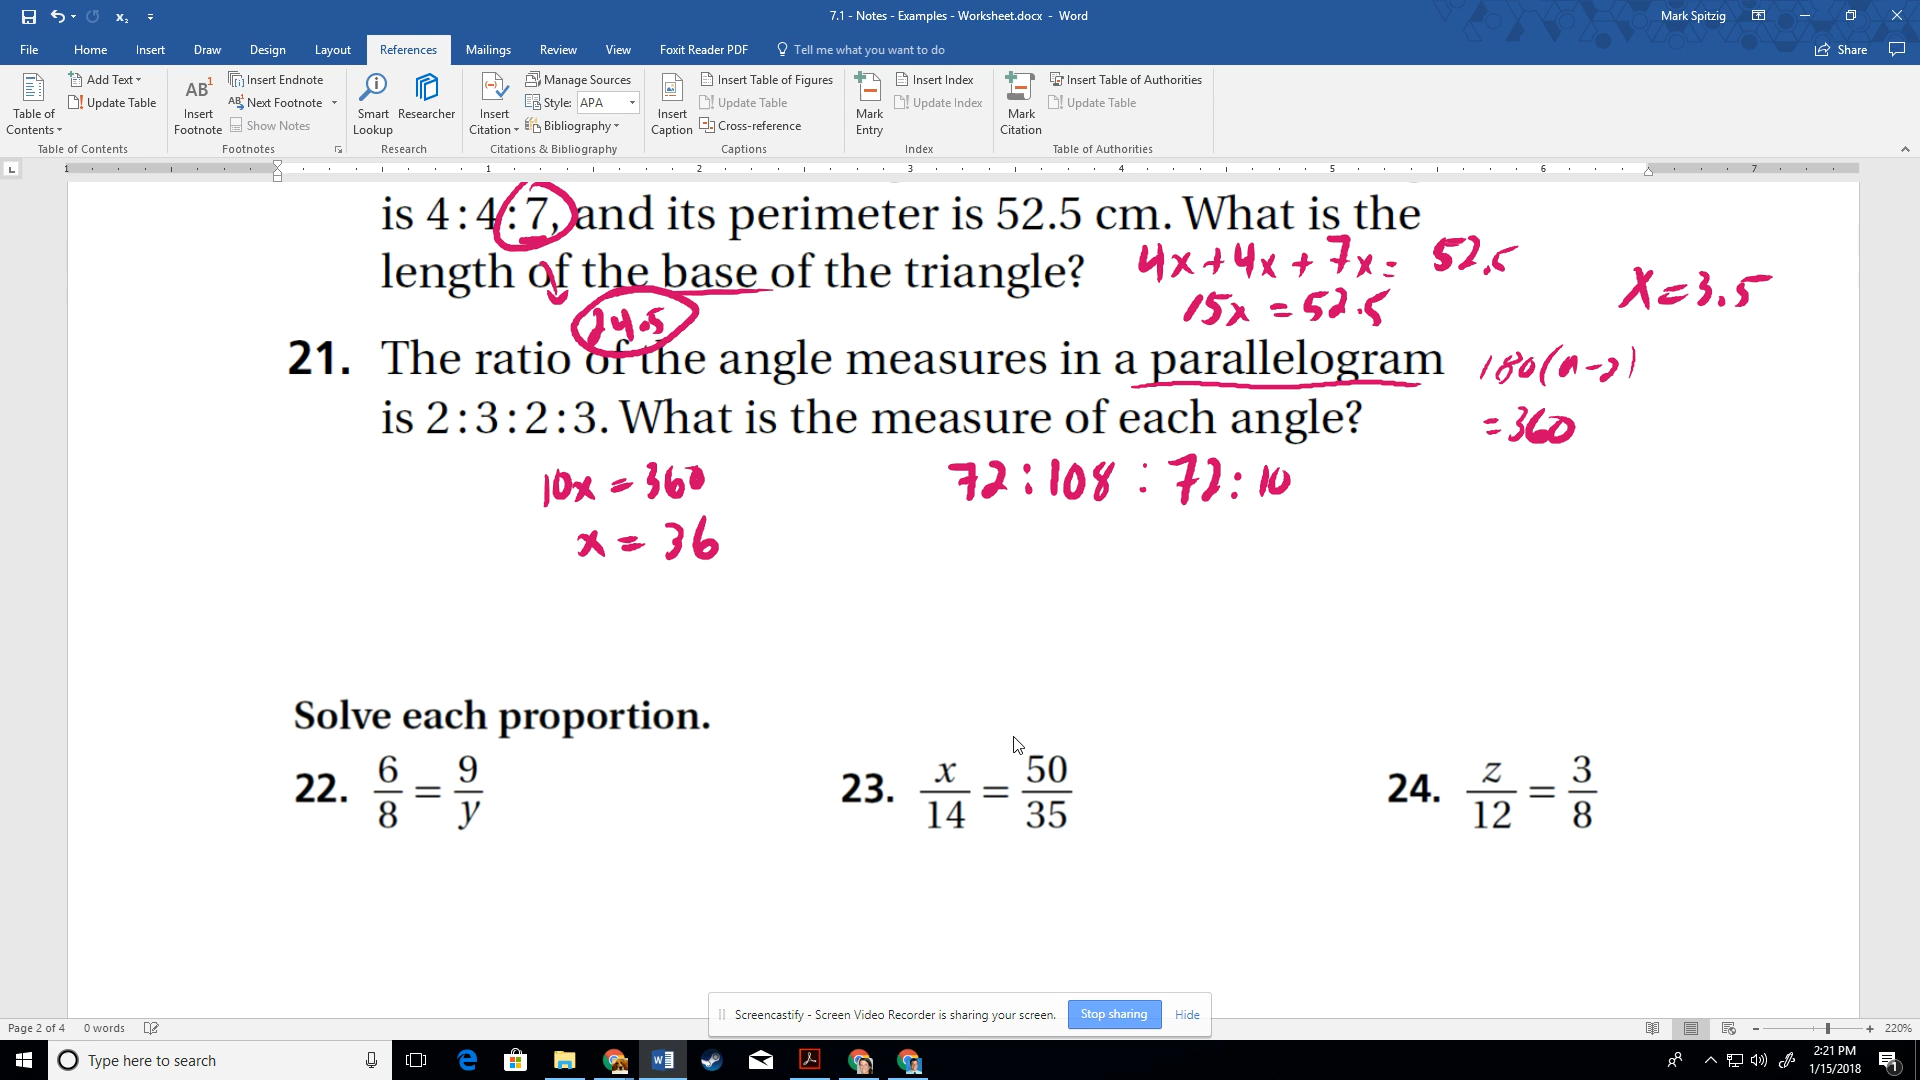 7.1 - Notes - Examples - Worksheet.docx - Word
Mark Spitzig
File Home Insert Draw Design Layout References Mailings Review View Foxit Reader PDF Tell me what you want to do Share
Table of Contents
Add Text
Update Table
Table of Contents
AB1 Insert Footnote
Insert Endnote
Next Footnote
Show Notes
Footnotes
Smart Lookup
Researcher
Research
Insert Citation
Manage Sources
Style: APA
Bibliography
Citations & Bibliography
Insert Caption
Insert Table of Figures
Update Table
Cross-reference
Captions
Mark Entry
Insert Index
Update Index
Index
Mark Citation
Insert Table of Authorities
Update Table
Table of Authorities
1 1 2 3 4 5 6 7
is 4 : 4 : 7, and its perimeter is 52.5 cm. What is the
length of the base of the triangle?
4x + 4x + 7x = 52.5
15x = 52.5
x = 3.5
24.5
21. The ratio of the angle measures in a parallelogram
is 2 : 3 : 2 : 3. What is the measure of each angle?
180(n-2)
= 360
10x = 360
x = 36
72 : 108 : 72 : 10
Solve each proportion.
22. 6/8 = 9/y
23. x/14 = 50/35
24. z/12 = 3/8
Screencastify - Screen Video Recorder is sharing your screen. Stop sharing Hide
Page 2 of 4 0 words 220%
Type here to search
2:21 PM
1/15/2018
1